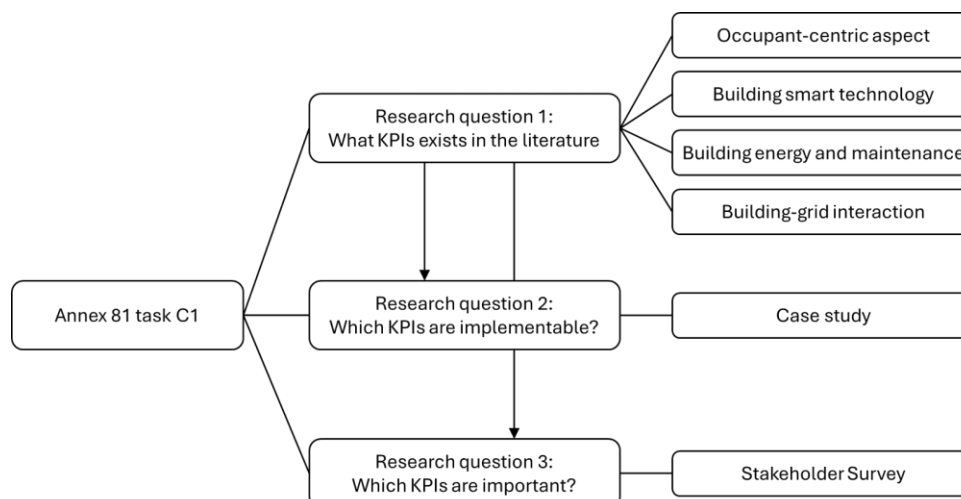 Occupant-centric aspect
Building smart technology
Research question 1:
What KPIs exists in the literature
Building energy and maintenance
Building-grid interaction
Annex 81 task C1
Research question 2:
Which KPIs are implementable?
Case study
Research question 3:
Which KPIs are important?
Stakeholder Survey